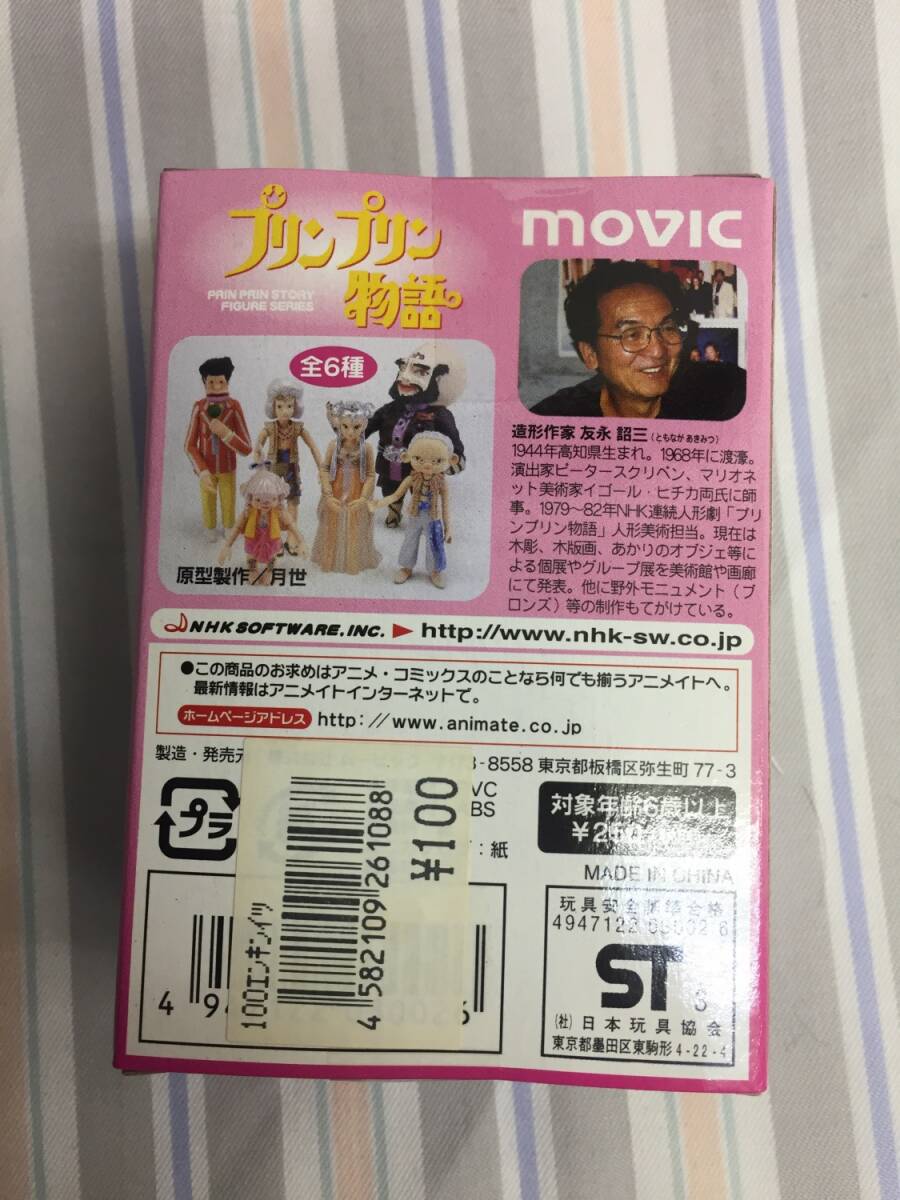 プリンプリン
物語。
PRIN PRIN STORY
FIGURE SERIES
movic
全6種
原型製作／月世
造形作家 友永 詔三(ともなが あきみつ)
1944年高知県生まれ。1968年に渡濠。
演出家ピータースクリベン、マリオネ
ット美術家イゴール・ヒチカ両氏に師
事。1979〜82年NHK連続人形劇「プリ
ンプリン物語」人形美術担当。現在は
木彫、木版画、あかりのオブジェ等に
よる個展やグループ展を美術館や画廊
にて発表。他に野外モニュメント（ブ
ロンズ）等の制作もてがけている。
NHK SOFTWARE,INC. ▶ http://www.nhk-sw.co.jp
●この商品のお求めはアニメ・コミックスのことなら何でも揃うアニメイトへ。
最新情報はアニメイトインターネットで。
ホームページアドレス http://www.animate.co.jp
製造・発売元
-8558 東京都板橋区弥生町 77-3
プラ
：紙
対象年齢6歳以上
MADE IN CHINA
玩具安全基準合格
4947122
ST
(社) 日本玩具協会
東京都墨田区東駒形 4-22-4
100エンキンイツ
4 582109 261088
¥100